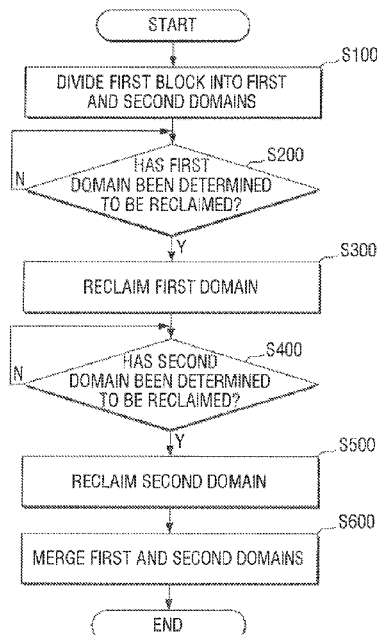 START
S100
DIVIDE FIRST BLOCK INTO FIRST
AND SECOND DOMAINS
S200
HAS FIRST
DOMAIN BEEN DETERMINED
TO BE RECLAIMED?
N
Y
S300
RECLAIM FIRST DOMAIN
S400
HAS SECOND
DOMAIN BEEN DETERMINED
TO BE RECLAIMED?
N
Y
S500
RECLAIM SECOND DOMAIN
S600
MERGE FIRST AND SECOND DOMAINS
END